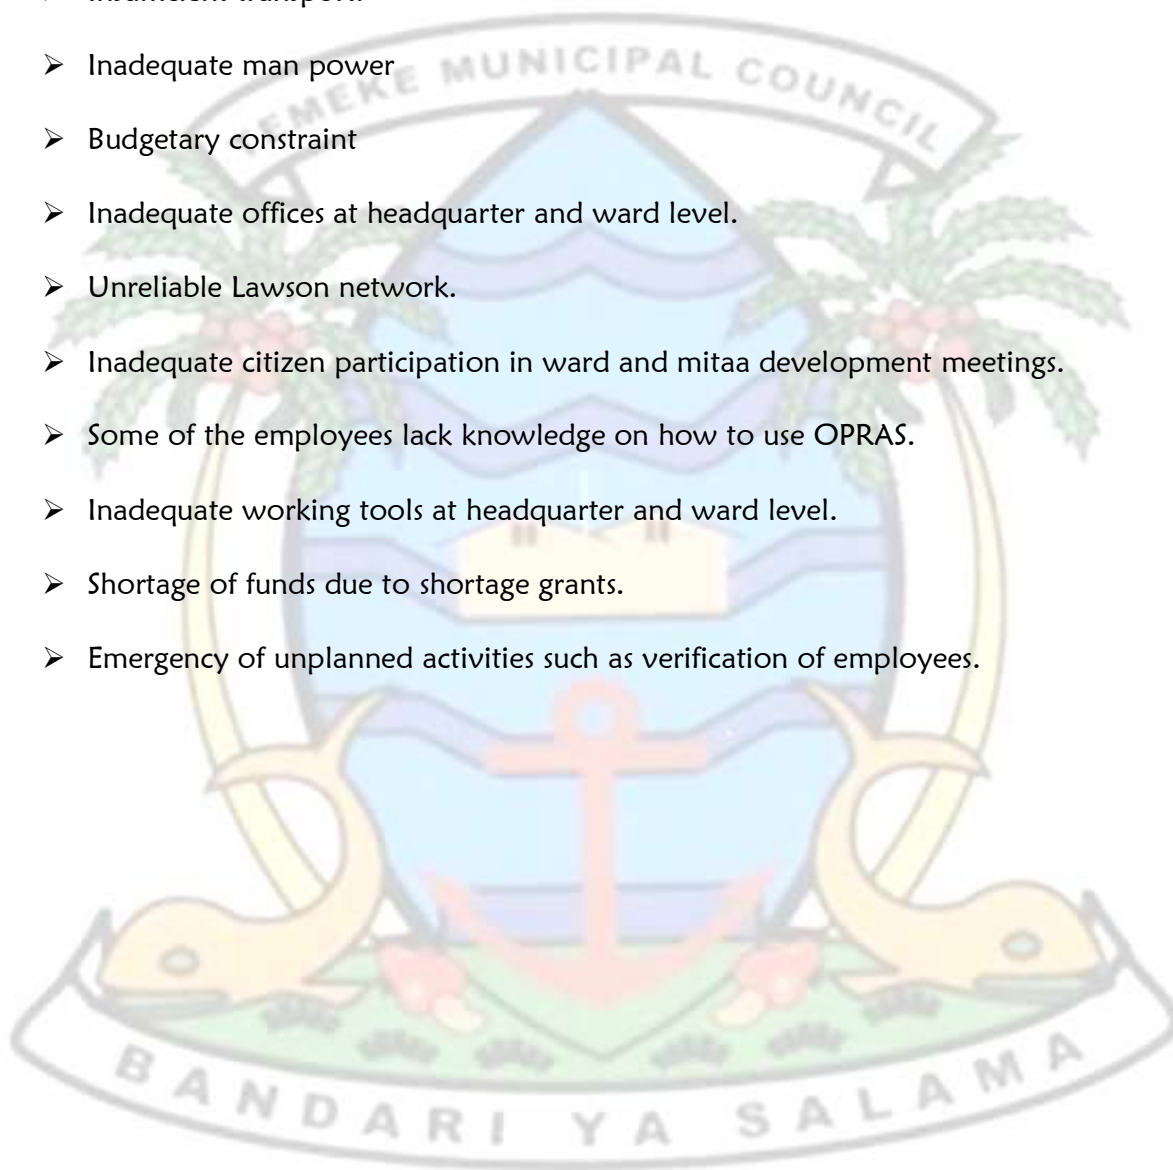 ➢ Inadequate man power
➢ Budgetary constraint
➢ Inadequate offices at headquarter and ward level.
➢ Unreliable Lawson network.
➢ Inadequate citizen participation in ward and mitaa development meetings.
➢ Some of the employees lack knowledge on how to use OPRAS.
➢ Inadequate working tools at headquarter and ward level.
➢ Shortage of funds due to shortage grants.
➢ Emergency of unplanned activities such as verification of employees.
MUNICIPAL COUNCIL
BANDARI YA SALAMA